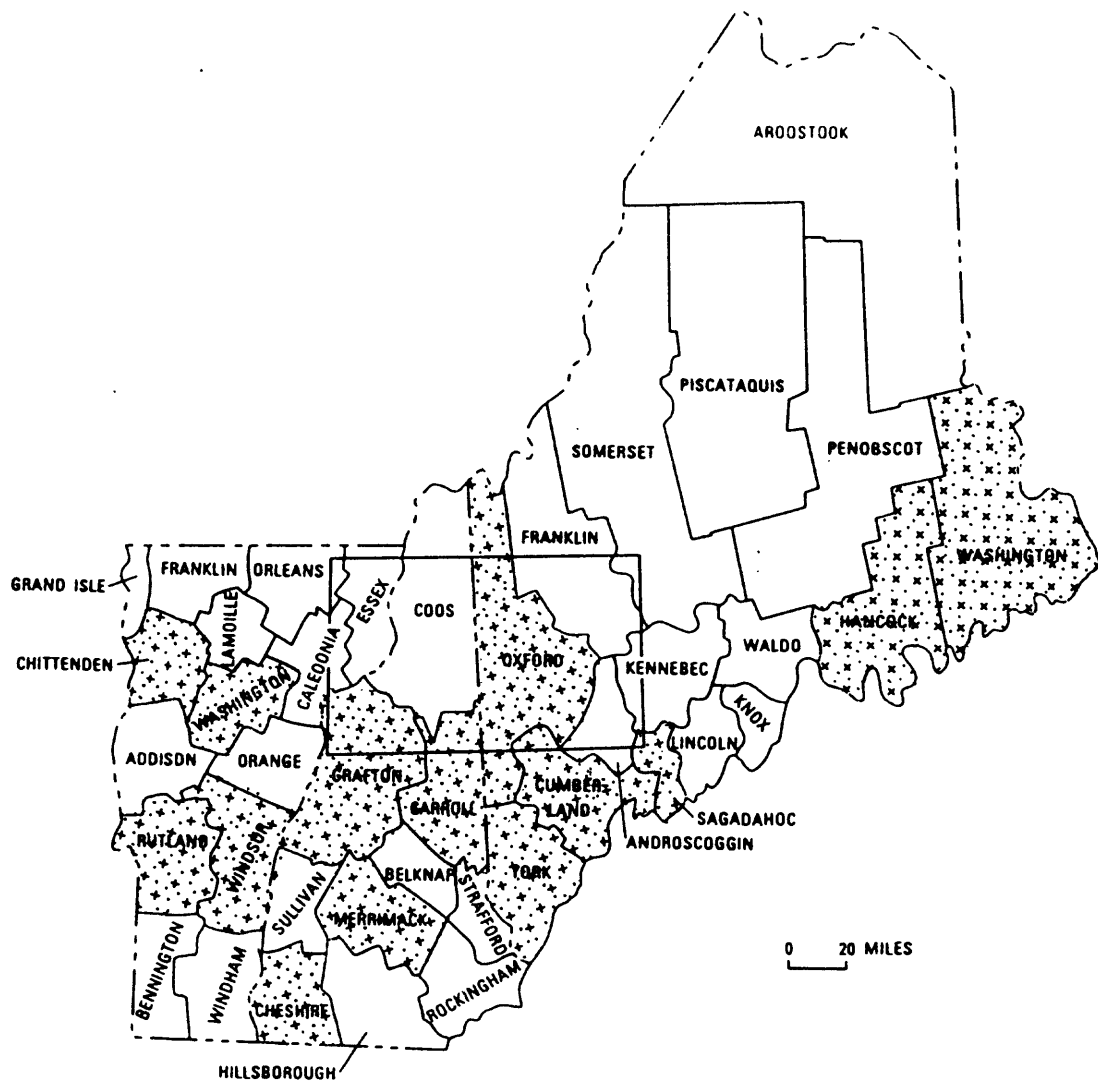 AROOSTOOK
PISCATAQUIS
SOMERSET
PENOBSCOT
FRANKLIN
WASHINGTON
GRAND ISLE
FRANKLIN
ORLEANS
ESSEX
COOS
HANCOCK
LAMOILLE
CHITTENDEN
CALEDONIA
OXFORD
KENNEBEC
WALDO
WASHINGTON
KNOX
LINCOLN
ADDISON
ORANGE
GRAFTON
CARROLL
CUMBER-
LAND
SAGADAHOC
ANDROSCOGGIN
RUTLAND
WINDSOR
BELKNAP
YORK
SULLIVAN
STRAFFORD
MERRIMACK
BENNINGTON
WINDHAM
CHESHIRE
ROCKINGHAM
HILLSBOROUGH
0 20 MILES